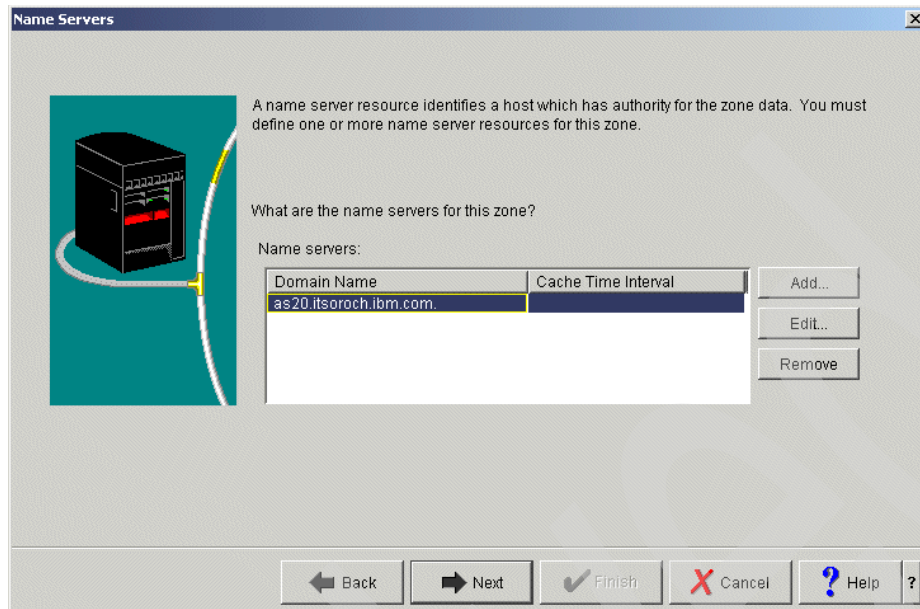 Name Servers
A name server resource identifies a host which has authority for the zone data. You must
define one or more name server resources for this zone.
What are the name servers for this zone?
Name servers:
Domain Name Cache Time Interval
as20.itsoroch.ibm.com.
Add...
Edit...
Remove
Back Next Finish Cancel Help ?